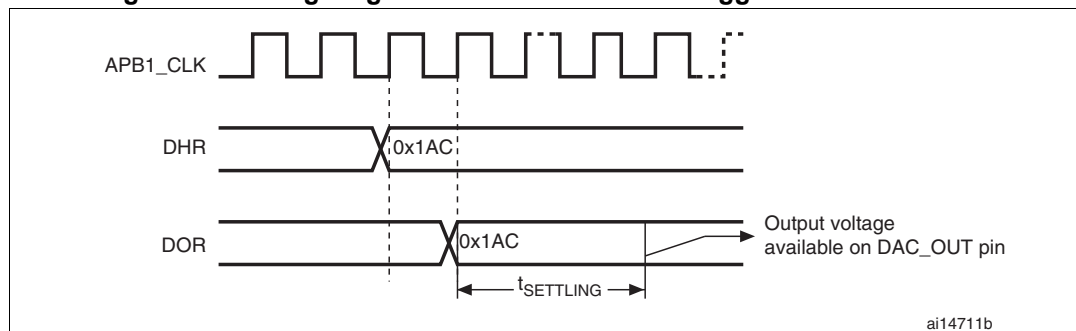 APB1_CLK
DHR
0x1AC
DOR
0x1AC
Output voltage
available on DAC_OUT pin
tSETTLING
ai14711b